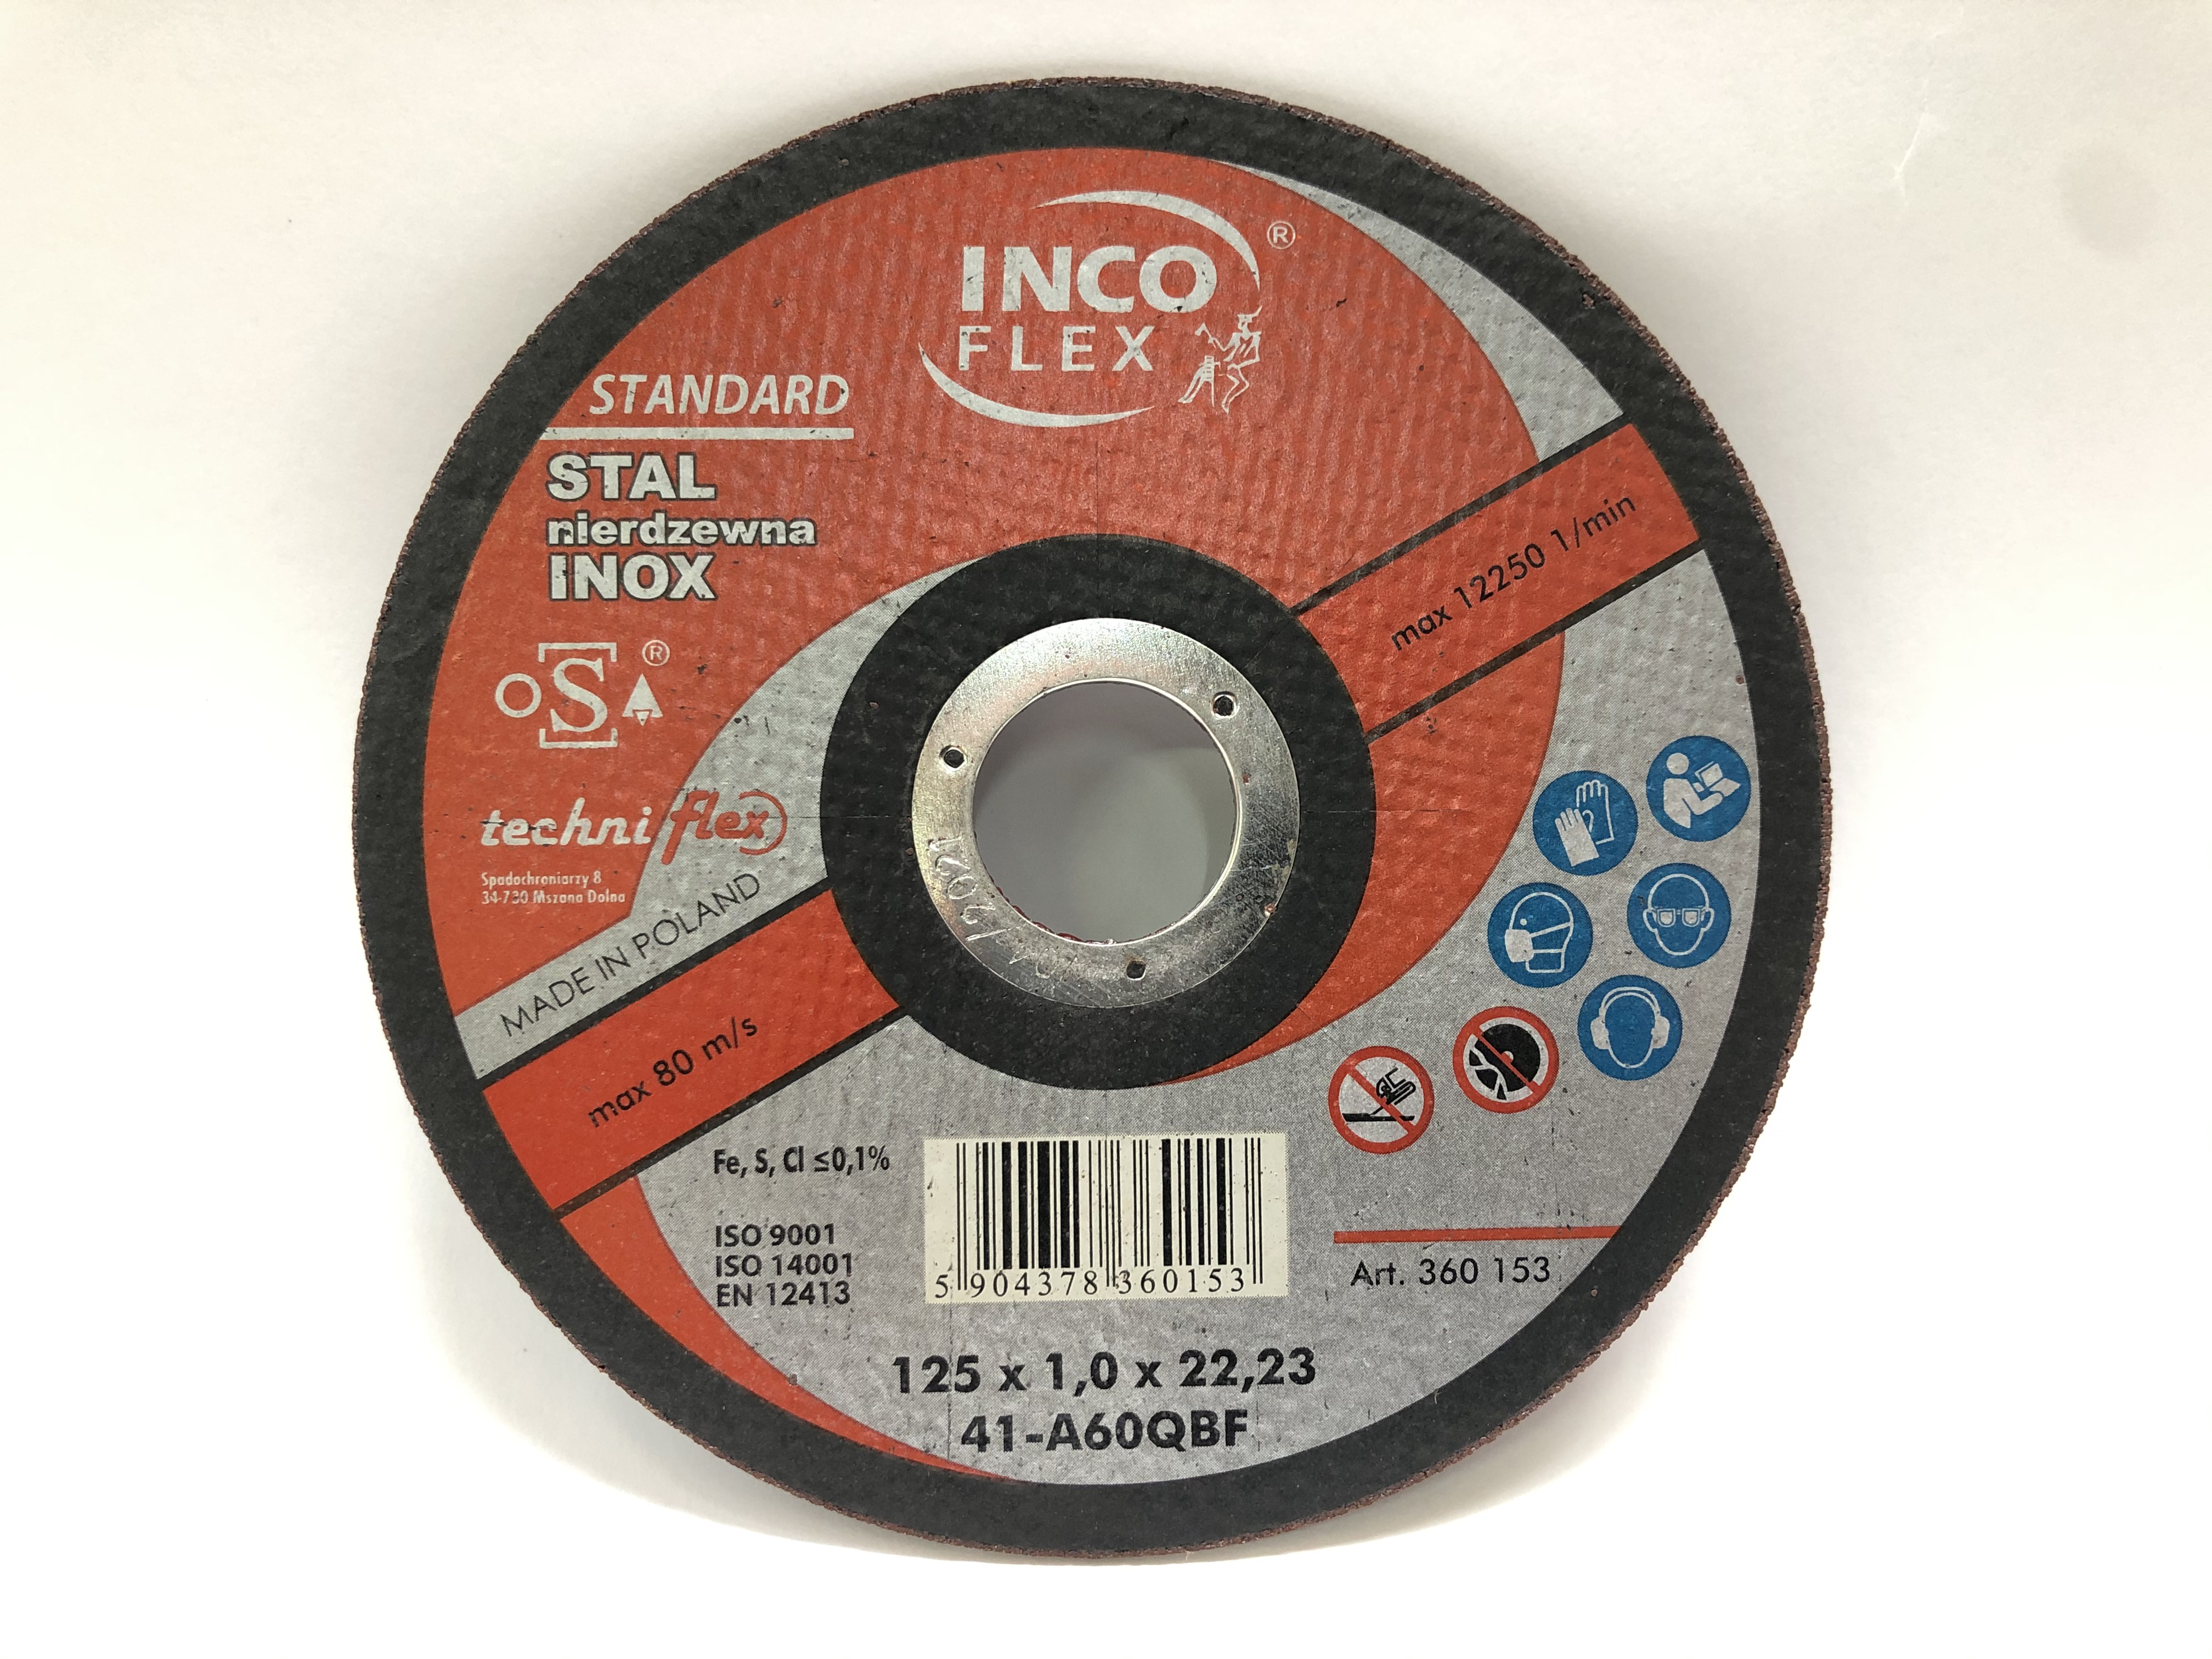 INCO
FLEX
®
STANDARD
STAL
nierdzewna
INOX
oSA
®
techniflex
Spadochroniarzy 8
34-730 Mszana Dolna
MADE IN POLAND
max 80 m/s
max 12250 1/min
Fe, S, Cl ≤0,1%
ISO 9001
ISO 14001
EN 12413
5 904378 360153
Art. 360 153
125 x 1,0 x 22,23
41-A60QBF
2021